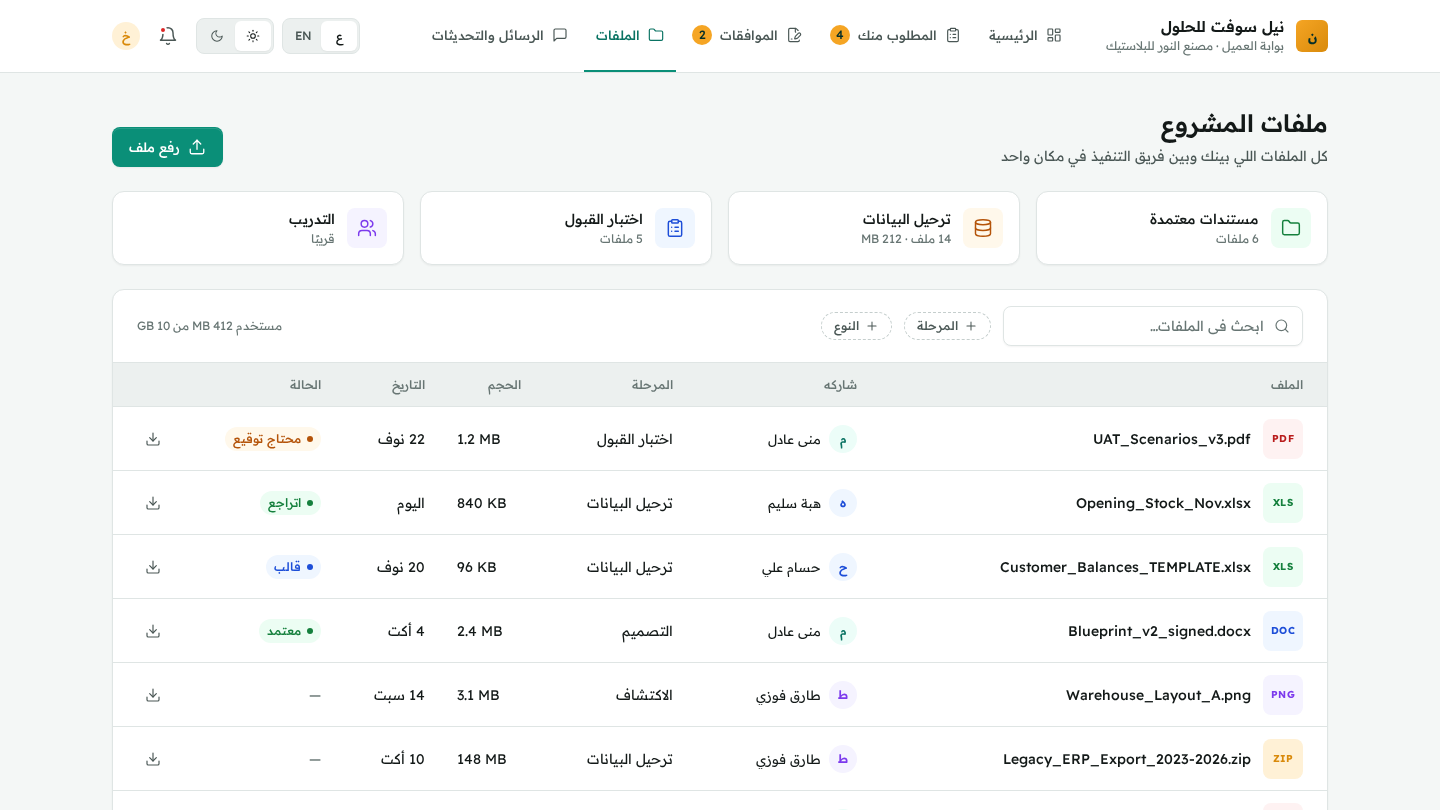 ن
نيل سوفت للحلول
بوابة العميل · مصنع النور للبلاستيك
الرئيسية
المطلوب منك 4
الموافقات 2
الملفات
الرسائل والتحديثات
ع EN
خ
ملفات المشروع
كل الملفات اللي بينك وبين فريق التنفيذ في مكان واحد
رفع ملف
مستندات معتمدة
6 ملفات
ترحيل البيانات
14 ملف · 212 MB
اختبار القبول
5 ملفات
التدريب
قريبًا
ابحث في الملفات...
المرحلة
النوع
مستخدم 412 MB من 10 GB
الملف شاركه المرحلة الحجم التاريخ الحالة
PDF UAT_Scenarios_v3.pdf م منى عادل اختبار القبول 1.2 MB 22 نوف محتاج توقيع
XLS Opening_Stock_Nov.xlsx ه هبة سليم ترحيل البيانات 840 KB اليوم اتراجع
XLS Customer_Balances_TEMPLATE.xlsx ح حسام علي ترحيل البيانات 96 KB 20 نوف قالب
DOC Blueprint_v2_signed.docx م منى عادل التصميم 2.4 MB 4 أكت معتمد
PNG Warehouse_Layout_A.png ط طارق فوزي الاكتشاف 3.1 MB 14 سبت —
ZIP Legacy_ERP_Export_2023-2026.zip ط طارق فوزي ترحيل البيانات 148 MB 10 أكت —